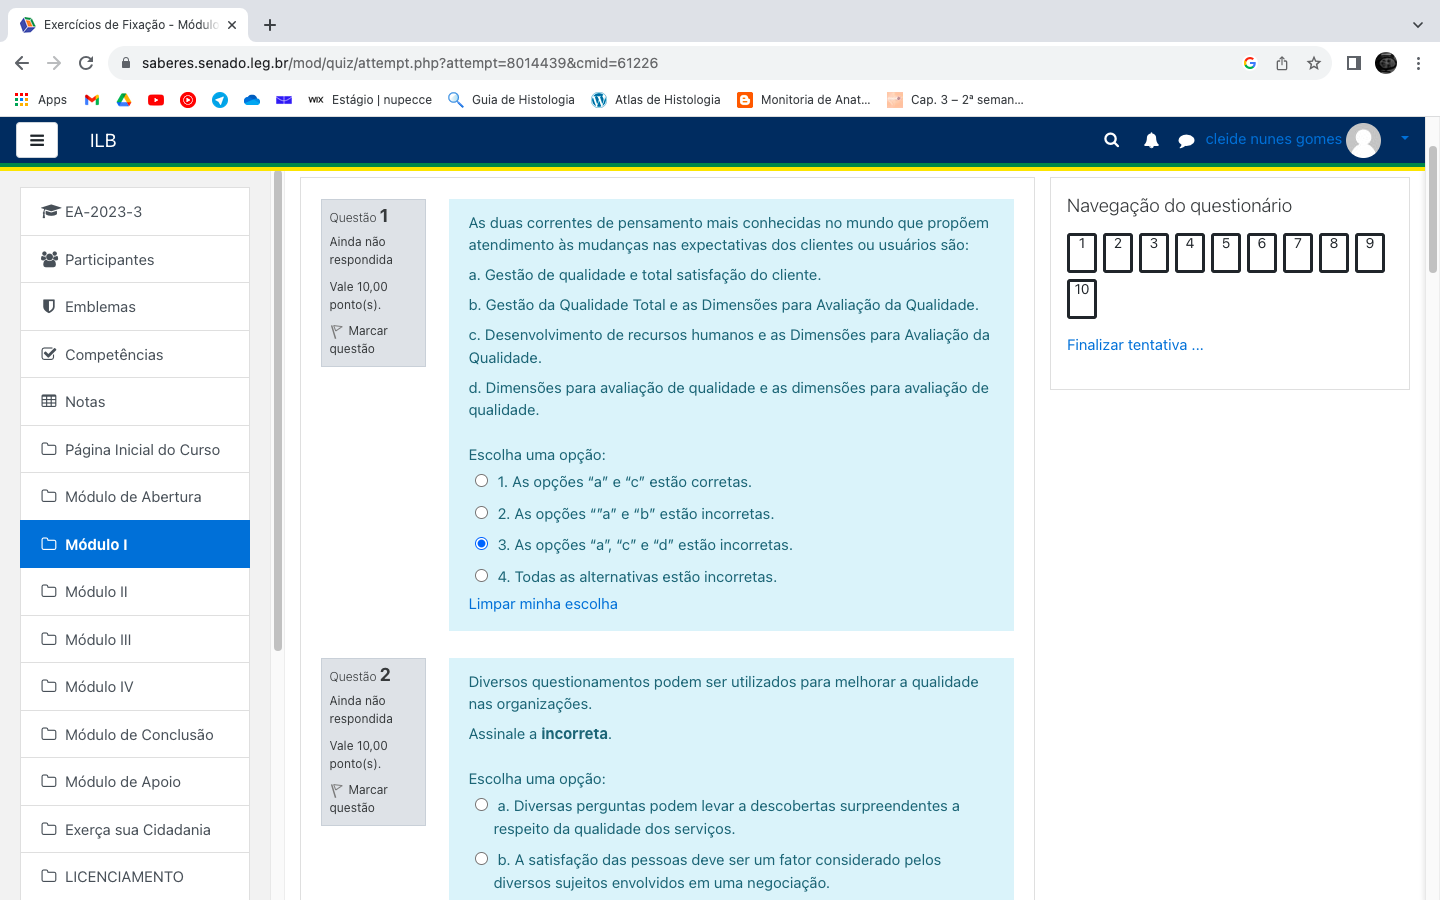 Exercícios de Fixação - Módulo
saberes.senado.leg.br/mod/quiz/attempt.php?attempt=8014439&cmid=61226
Apps
WIX Estágio | nupecce
Guia de Histologia
Atlas de Histologia
Monitoria de Anat...
Cap. 3 – 2ª seman...
ILB
cleide nunes gomes
EA-2023-3
Participantes
Emblemas
Competências
Notas
Página Inicial do Curso
Módulo de Abertura
Módulo I
Módulo II
Módulo III
Módulo IV
Módulo de Conclusão
Módulo de Apoio
Exerça sua Cidadania
LICENCIAMENTO
Questão 1
Ainda não
respondida
Vale 10,00
ponto(s).
Marcar
questão
As duas correntes de pensamento mais conhecidas no mundo que propõem
atendimento às mudanças nas expectativas dos clientes ou usuários são:
a. Gestão de qualidade e total satisfação do cliente.
b. Gestão da Qualidade Total e as Dimensões para Avaliação da Qualidade.
c. Desenvolvimento de recursos humanos e as Dimensões para Avaliação da
Qualidade.
d. Dimensões para avaliação de qualidade e as dimensões para avaliação de
qualidade.
Escolha uma opção:
1. As opções “a” e “c” estão corretas.
2. As opções “”a” e “b” estão incorretas.
3. As opções “a”, “c” e “d” estão incorretas.
4. Todas as alternativas estão incorretas.
Limpar minha escolha
Questão 2
Ainda não
respondida
Vale 10,00
ponto(s).
Marcar
questão
Diversos questionamentos podem ser utilizados para melhorar a qualidade
nas organizações.
Assinale a incorreta.
Escolha uma opção:
a. Diversas perguntas podem levar a descobertas surpreendentes a
respeito da qualidade dos serviços.
b. A satisfação das pessoas deve ser um fator considerado pelos
diversos sujeitos envolvidos em uma negociação.
Navegação do questionário
1 2 3 4 5 6 7 8 9
10
Finalizar tentativa ...